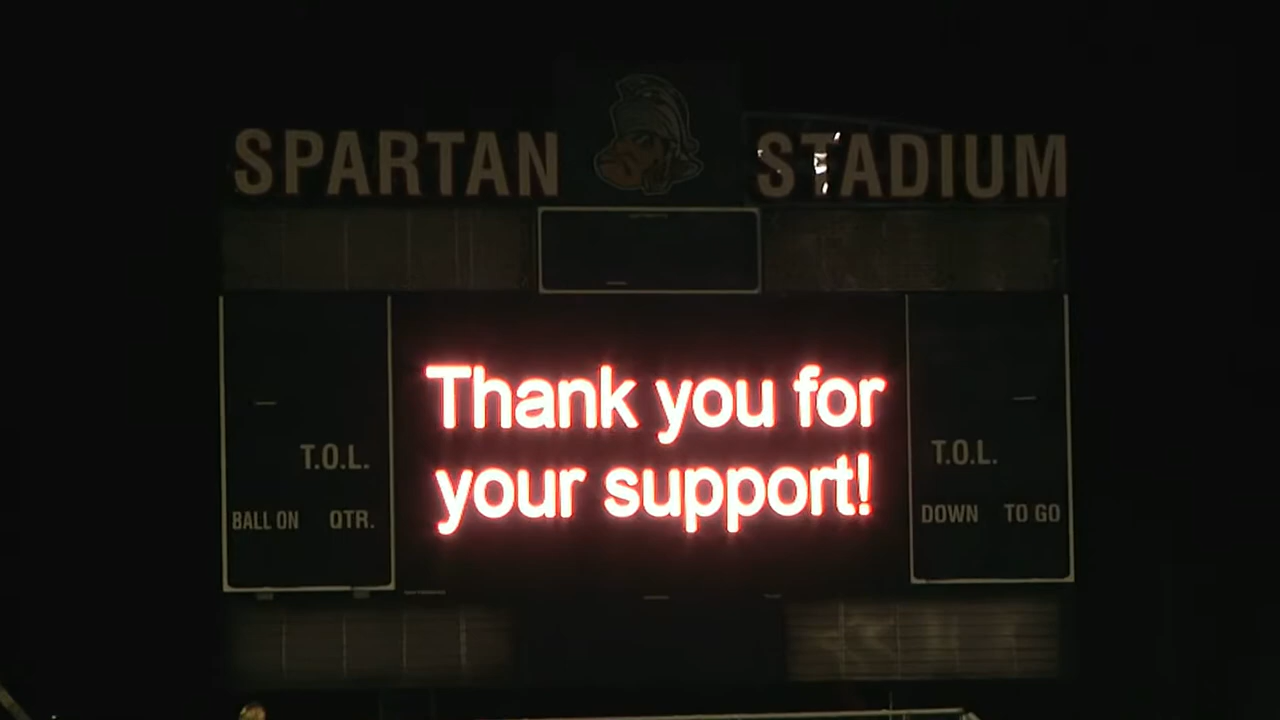 SPARTAN STADIUM
Thank you for
your support!
T.O.L.
BALL ON QTR.
T.O.L.
DOWN TO GO